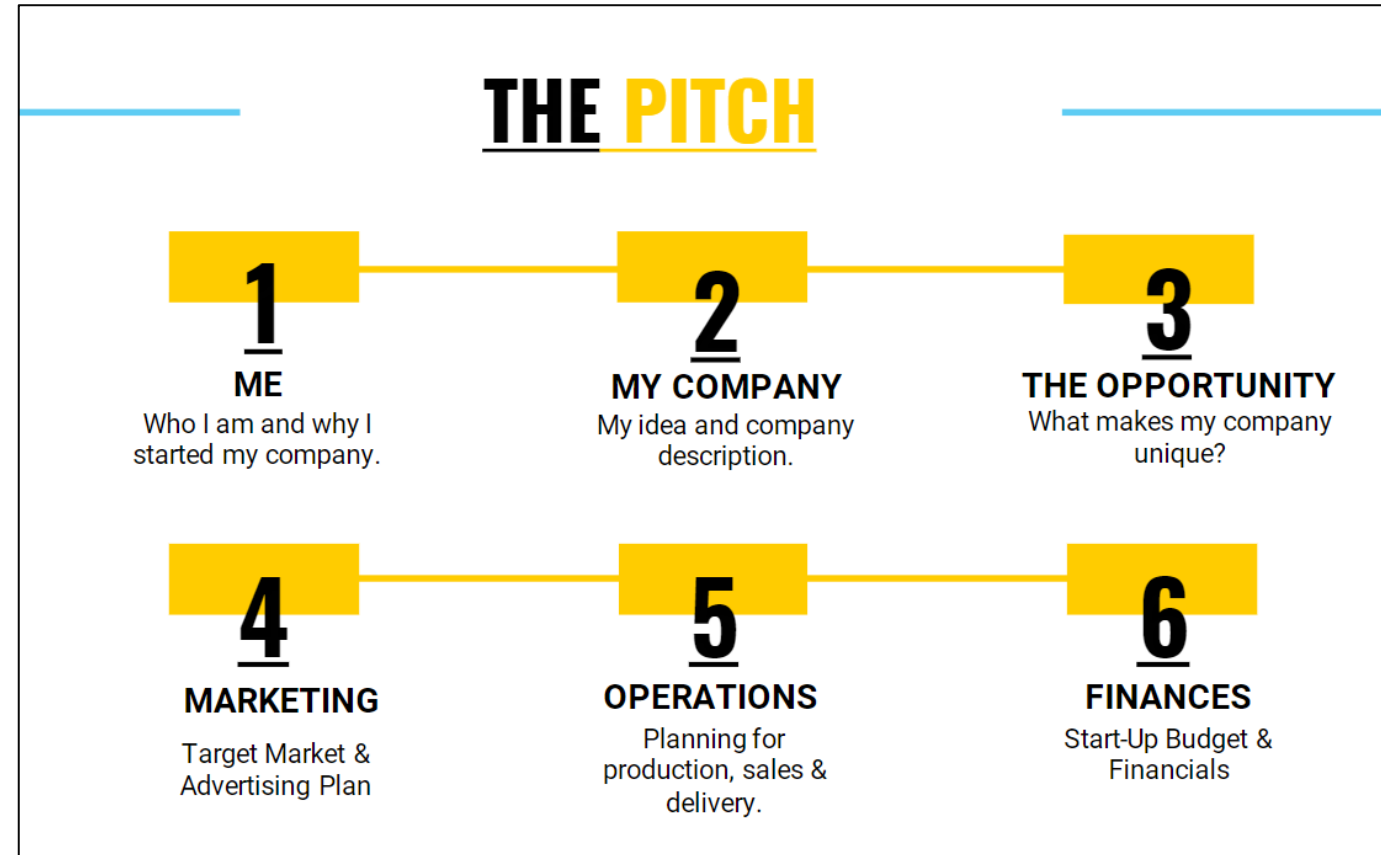 THE PITCH
1
ME
Who I am and why I
started my company.
2
MY COMPANY
My idea and company
description.
3
THE OPPORTUNITY
What makes my company
unique?
4
MARKETING
Target Market &
Advertising Plan
5
OPERATIONS
Planning for
production, sales &
delivery.
6
FINANCES
Start-Up Budget &
Financials